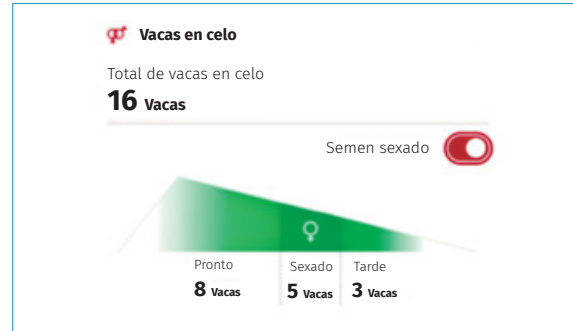 Vacas en celo
Total de vacas en celo
16 Vacas
Semen sexado
Pronto Sexado Tarde
8 Vacas 5 Vacas 3 Vacas